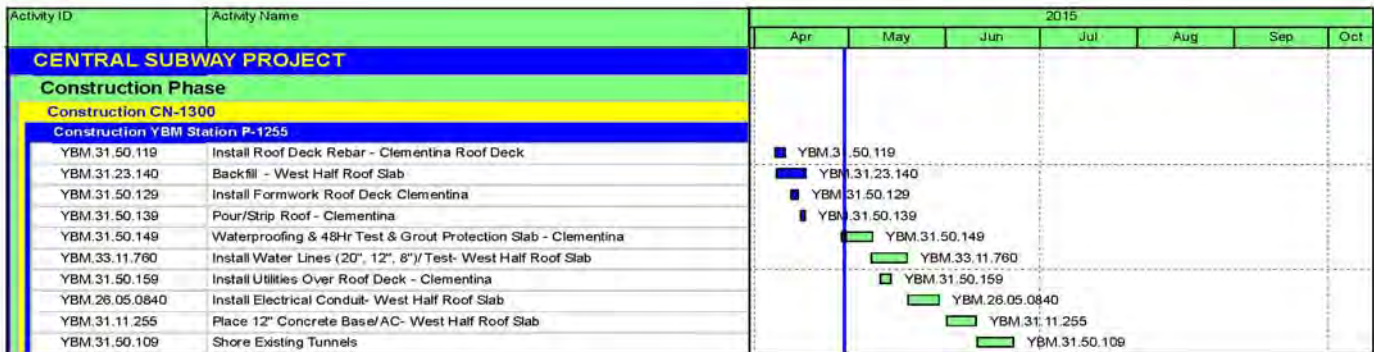 Activity ID Activity Name 2015
Apr May Jun Jul Aug Sep Oct
CENTRAL SUBWAY PROJECT
Construction Phase
Construction CN-1300
Construction YBM Station P-1255
YBM.31.50.119 Install Roof Deck Rebar - Clementina Roof Deck YBM.31.50.119
YBM.31.23.140 Backfill - West Half Roof Slab YBM.31.23.140
YBM.31.50.129 Install Formwork Roof Deck Clementina YBM.31.50.129
YBM.31.50.139 Pour/Strip Roof - Clementina YBM.31.50.139
YBM.31.50.149 Waterproofing & 48Hr Test & Grout Protection Slab - Clementina YBM.31.50.149
YBM.33.11.760 Install Water Lines (20", 12", 8")/ Test- West Half Roof Slab YBM.33.11.760
YBM.31.50.159 Install Utilities Over Roof Deck - Clementina YBM.31.50.159
YBM.26.05.0840 Install Electrical Conduit- West Half Roof Slab YBM.26.05.0840
YBM.31.11.255 Place 12" Concrete Base/AC- West Half Roof Slab YBM.31.11.255
YBM.31.50.109 Shore Existing Tunnels YBM.31.50.109